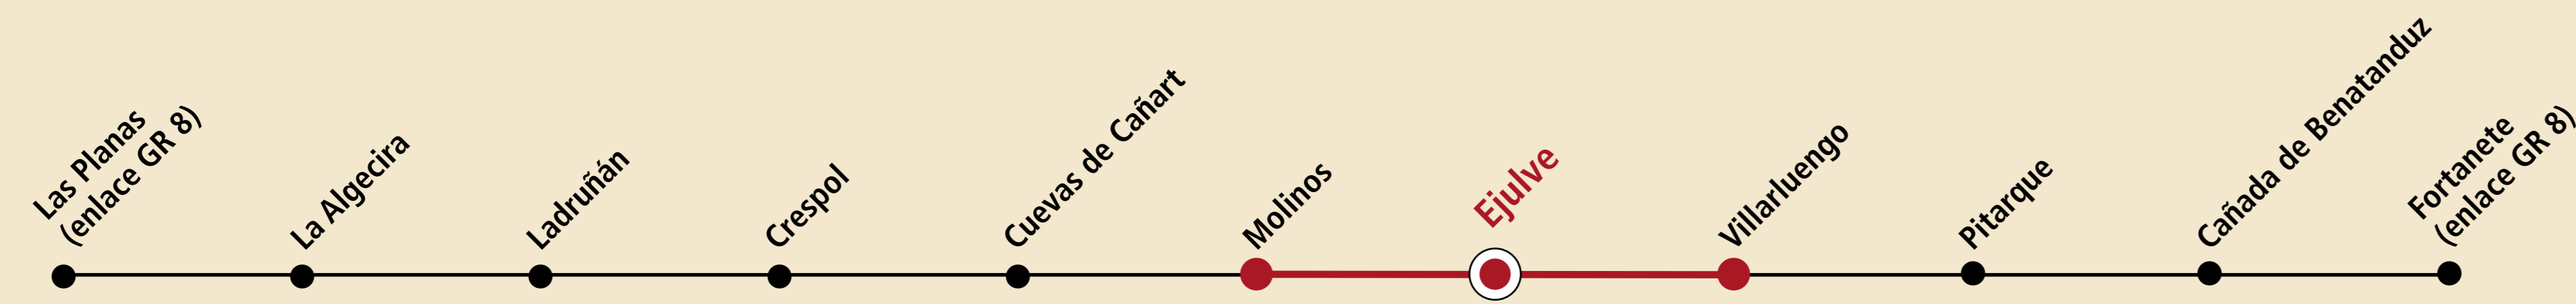 Las Planas
(enlace GR 8)
La Algecira
Ladruñán
Crespol
Cuevas de Cañart
Molinos
Ejulve
Villarluengo
Pitarque
Cañada de Benatanduz
Fortanete
(enlace GR 8)